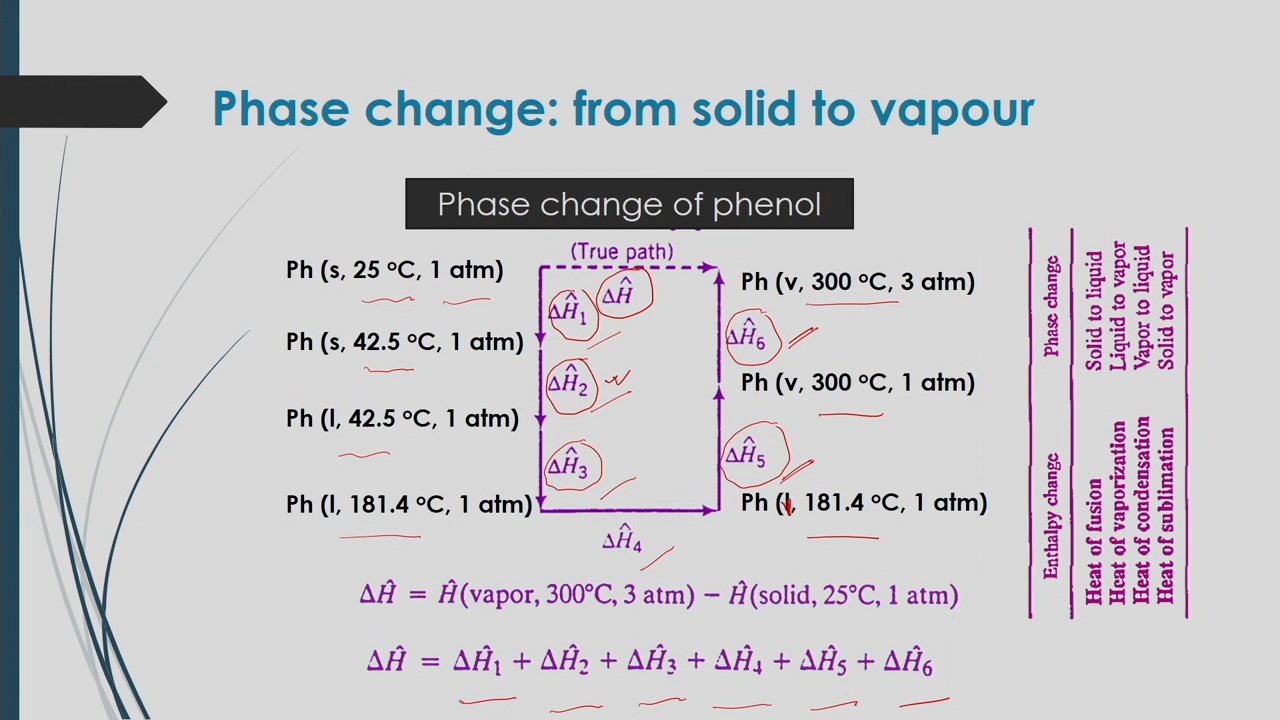 Phase change: from solid to vapour
Phase change of phenol
(True path)
Ph (s, 25 °C, 1 atm)
Ph (v, 300 °C, 3 atm)
ΔĤ
ΔĤ₁
ΔĤ₆
Ph (s, 42.5 °C, 1 atm)
Ph (v, 300 °C, 1 atm)
ΔĤ₂
Ph (l, 42.5 °C, 1 atm)
ΔĤ₃
ΔĤ₅
Ph (l, 181.4 °C, 1 atm)
Ph (l, 181.4 °C, 1 atm)
ΔĤ₄
ΔĤ = Ĥ(vapor, 300°C, 3 atm) − Ĥ(solid, 25°C, 1 atm)
ΔĤ = ΔĤ₁ + ΔĤ₂ + ΔĤ₃ + ΔĤ₄ + ΔĤ₅ + ΔĤ₆
Enthalpy change Phase change
Heat of fusion Solid to liquid
Heat of vaporization Liquid to vapor
Heat of condensation Vapor to liquid
Heat of sublimation Solid to vapor